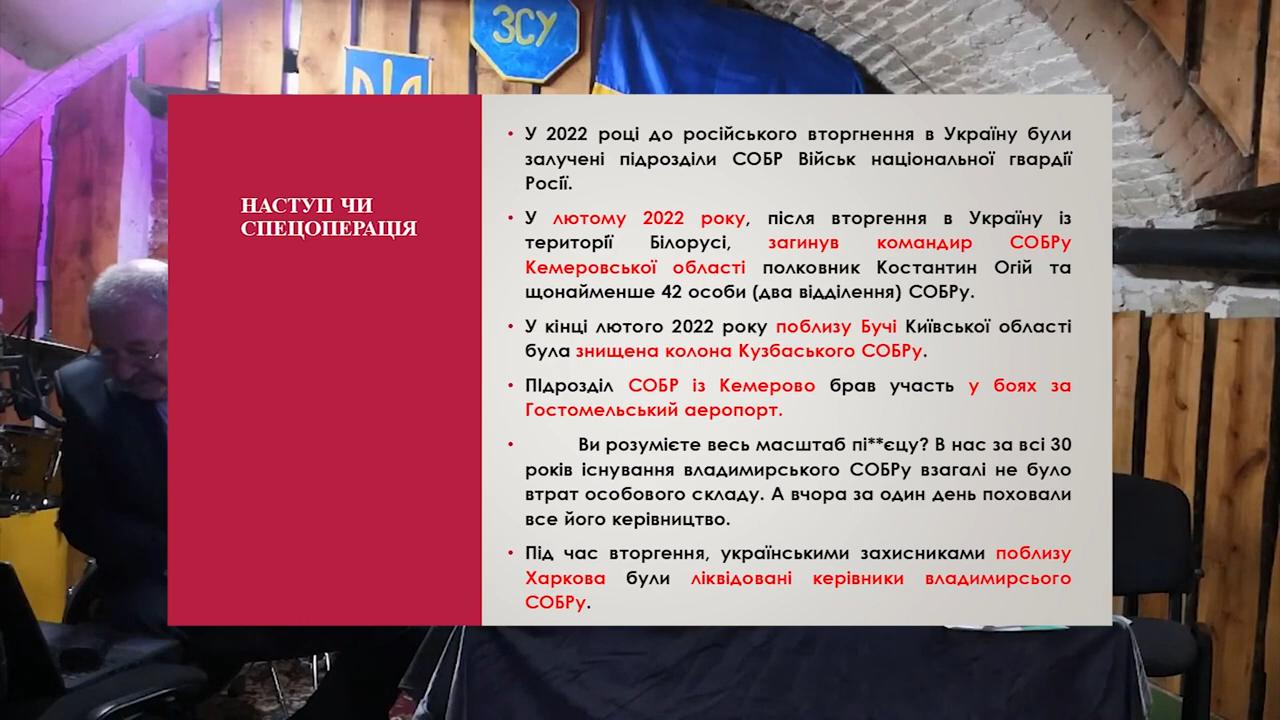 ЗСУ
НАСТУП ЧИ
СПЕЦОПЕРАЦІЯ
• У 2022 році до російського вторгнення в Україну були
залучені підрозділи СОБР Військ національної гвардії
Росії.
• У лютому 2022 року, після вторгення в Україну із
території Білорусі, загинув командир СОБРу
Кемеровської області полковник Костантин Огій та
щонайменше 42 особи (два відділення) СОБРу.
• У кінці лютого 2022 року поблизу Бучі Київської області
була знищена колона Кузбаського СОБРу.
• ПІдрозділ СОБР із Кемерово брав участь у боях за
Гостомельський аеропорт.
• Ви розумієте весь масштаб пі**єцу? В нас за всі 30
років існування владимирського СОБРу взагалі не було
втрат особового складу. А вчора за один день поховали
все його керівництво.
• Під час вторгення, українськими захисниками поблизу
Харкова були ліквідовані керівники владимирсього
СОБРу.